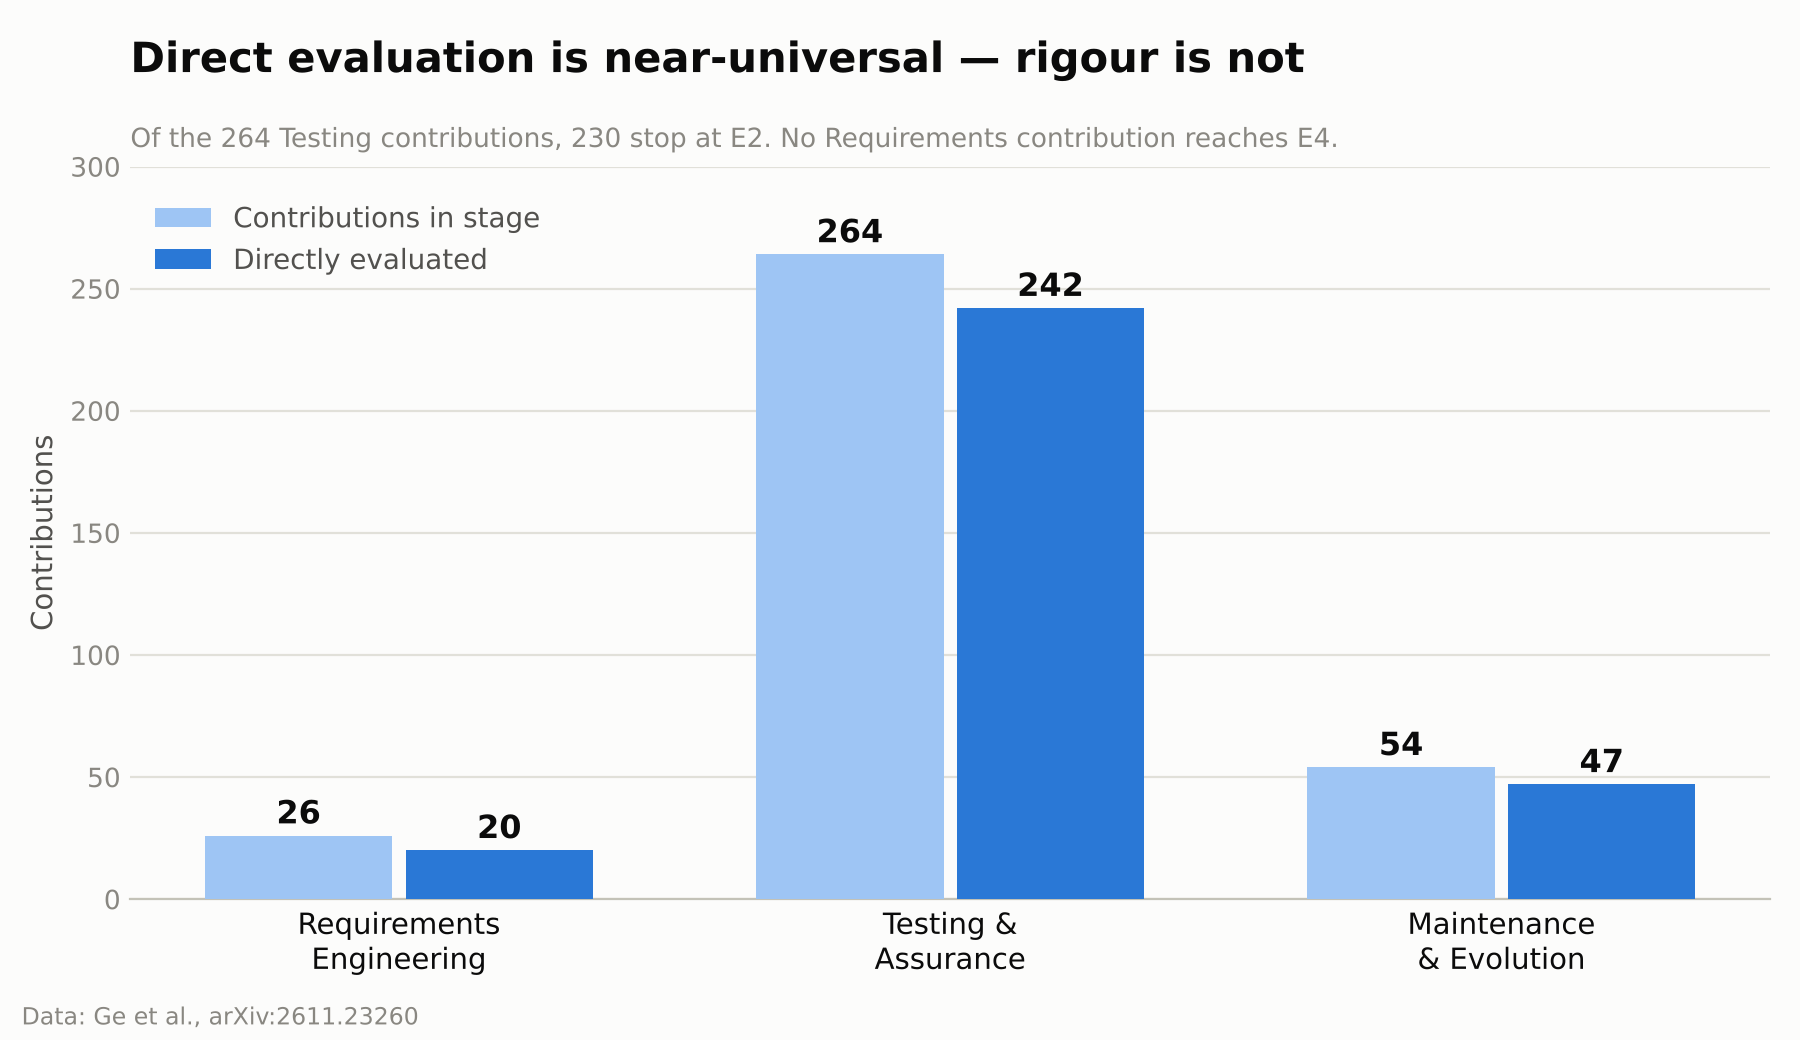 Direct evaluation is near-universal — rigour is not
Of the 264 Testing contributions, 230 stop at E2. No Requirements contribution reaches E4.
300
Contributions in stage
Directly evaluated
264
250
242
200
Contributions
150
100
54
47
50
26
20
0
Requirements
Engineering
Testing &
Assurance
Maintenance
& Evolution
Data: Ge et al., arXiv:2611.23260